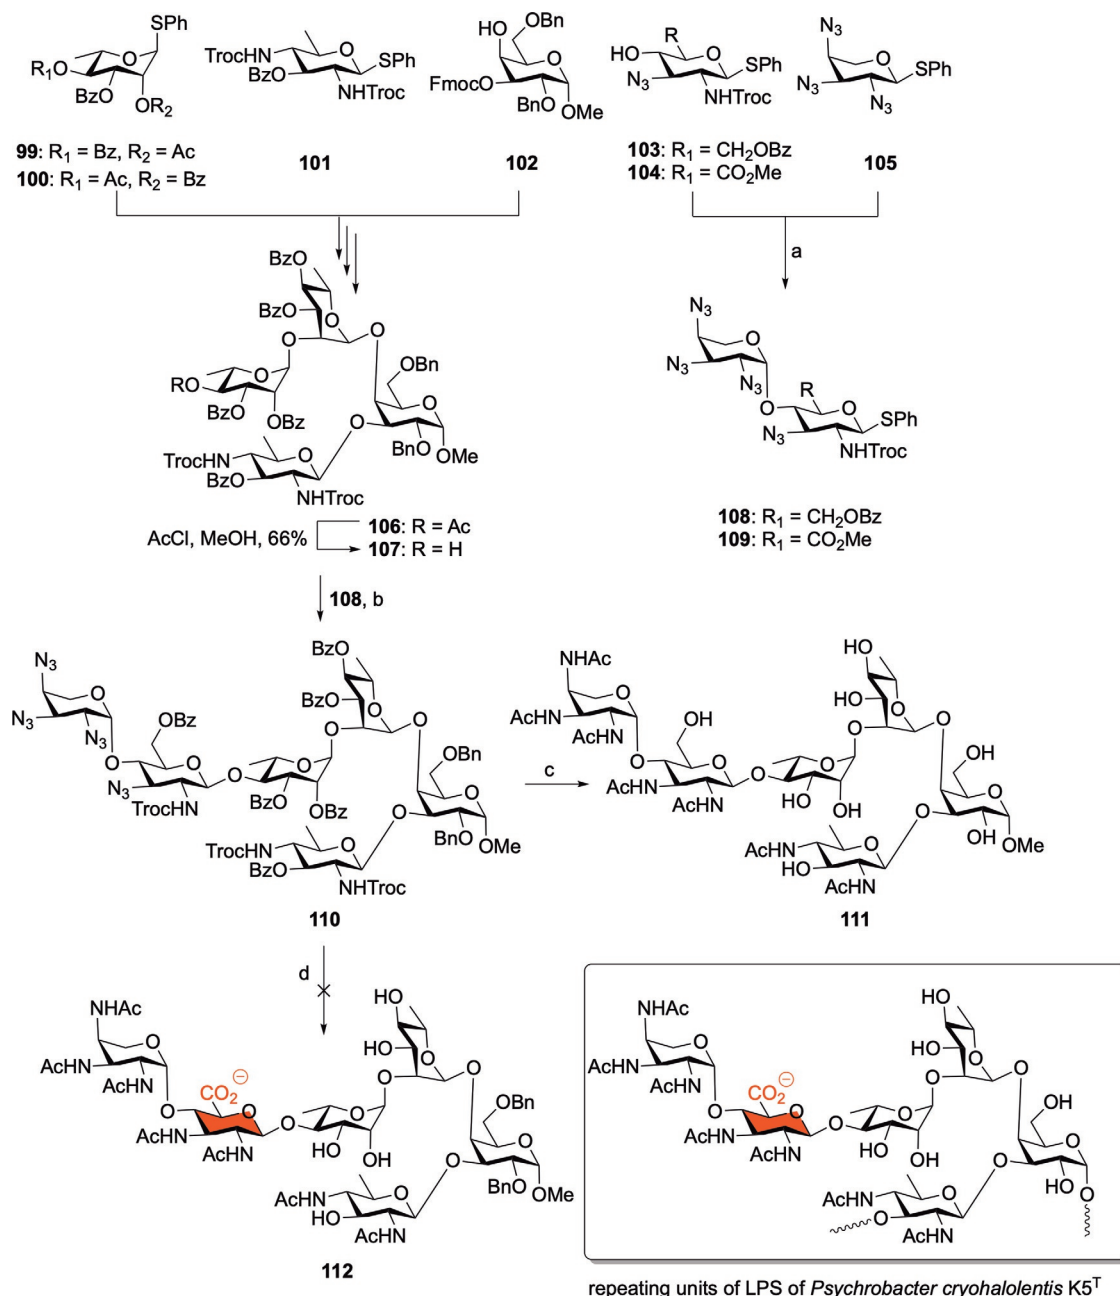 SPh
R1O
BzO
OR2
TrocHN
BzO
O
SPh
NHTroc
HO
OBn
FmocO
O
BnO
OMe
R
HO
N3
O
SPh
NHTroc
N3
O
N3
N3
SPh
99: R1 = Bz, R2 = Ac
100: R1 = Ac, R2 = Bz
101
102
103: R1 = CH2OBz
104: R1 = CO2Me
105
a
BzO
BzO
O
O
O
RO
O
BzO
OBz
OBn
O
BnO
OMe
O
TrocHN
BzO
O
NHTroc
N3
O
N3
N3
O
R
O
N3
SPh
NHTroc
AcCl, MeOH, 66%
106: R = Ac
107: R = H
108: R1 = CH2OBz
109: R1 = CO2Me
108, b
N3
O
N3
N3
OBz
O
O
N3
TrocHN
O
O
BzO
OBz
O
BzO
BzO
O
O
OBn
O
BnO
OMe
O
TrocHN
BzO
O
NHTroc
c
NHAc
O
AcHN
AcHN
OH
O
O
AcHN
AcHN
O
O
HO
OH
O
HO
HO
O
O
OH
O
OH
OMe
O
AcHN
HO
O
AcHN
110
111
d
NHAc
O
AcHN
AcHN
CO2 ⊖
O
O
AcHN
AcHN
O
O
HO
OH
O
HO
HO
O
O
OBn
O
BnO
OMe
O
AcHN
HO
O
AcHN
112
NHAc
O
AcHN
AcHN
CO2 ⊖
O
O
AcHN
AcHN
O
O
HO
OH
O
HO
HO
O
O
OH
O
HO
O
O
AcHN
O
O
AcHN
repeating units of LPS of Psychrobacter cryohalolentis K5T